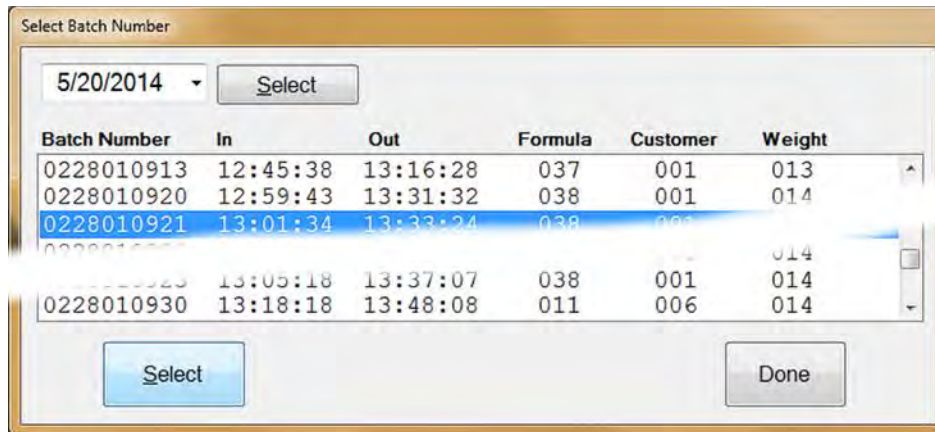 Select Batch Number
5/20/2014 Select
Batch Number In Out Formula Customer Weight
0228010913 12:45:38 13:16:28 037 001 013
0228010920 12:59:43 13:31:32 038 001 014
0228010921 13:01:34 13:33:24 038
014
13:05:18 13:37:07 038 001 014
0228010930 13:18:18 13:48:08 011 006 014
Select Done